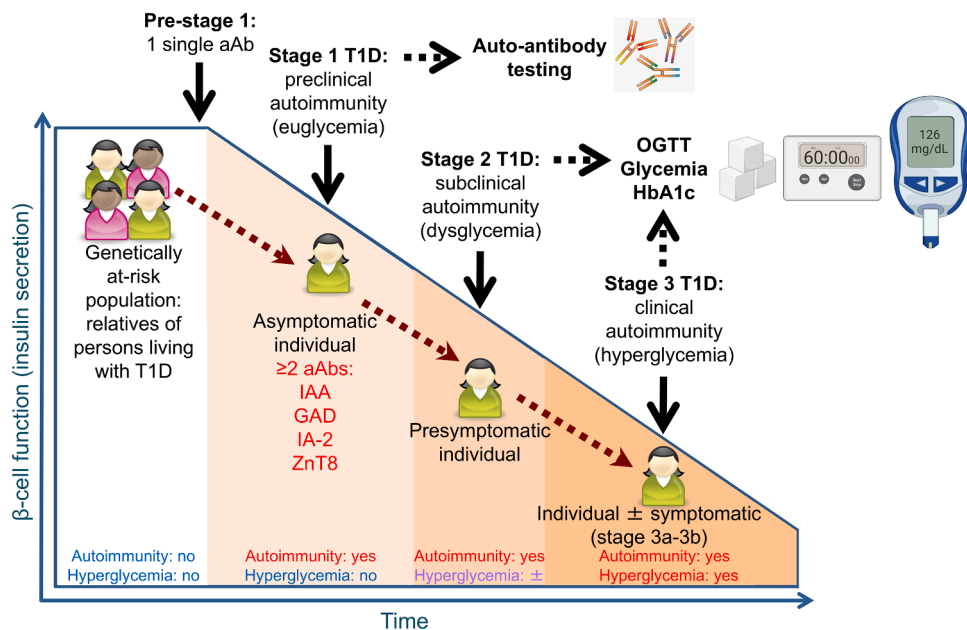 Pre-stage 1:
1 single aAb
Stage 1 T1D:
preclinical
autoimmunity
(euglycemia)
Auto-antibody
testing
Stage 2 T1D:
subclinical
autoimmunity
(dysglycemia)
OGTT
Glycemia
HbA1c
60:00 00
126
mg/dL
Stage 3 T1D:
clinical
autoimmunity
(hyperglycemia)
Genetically
at-risk
population:
relatives of
persons living
with T1D
Asymptomatic
individual
≥2 aAbs:
IAA
GAD
IA-2
ZnT8
Presymptomatic
individual
Individual ± symptomatic
(stage 3a-3b)
Autoimmunity: no
Hyperglycemia: no
Autoimmunity: yes
Hyperglycemia: no
Autoimmunity: yes
Hyperglycemia: ±
Autoimmunity: yes
Hyperglycemia: yes
β-cell function (insulin secretion)
Time